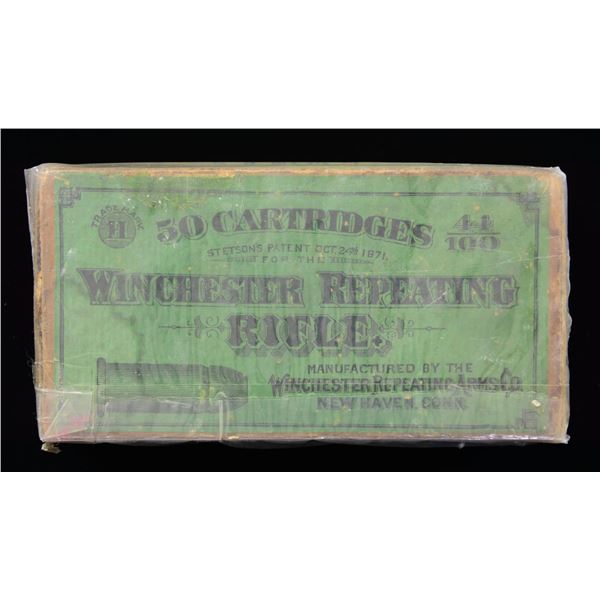 TRADE MARK
H
50 CARTRIDGES 44/100
STETSON'S PATENT OCT. 24TH 1871.
FOR THE
WINCHESTER REPEATING
RIFLE.
MANUFACTURED BY THE
WINCHESTER REPEATING ARMS CO.
NEW HAVEN, CONN.